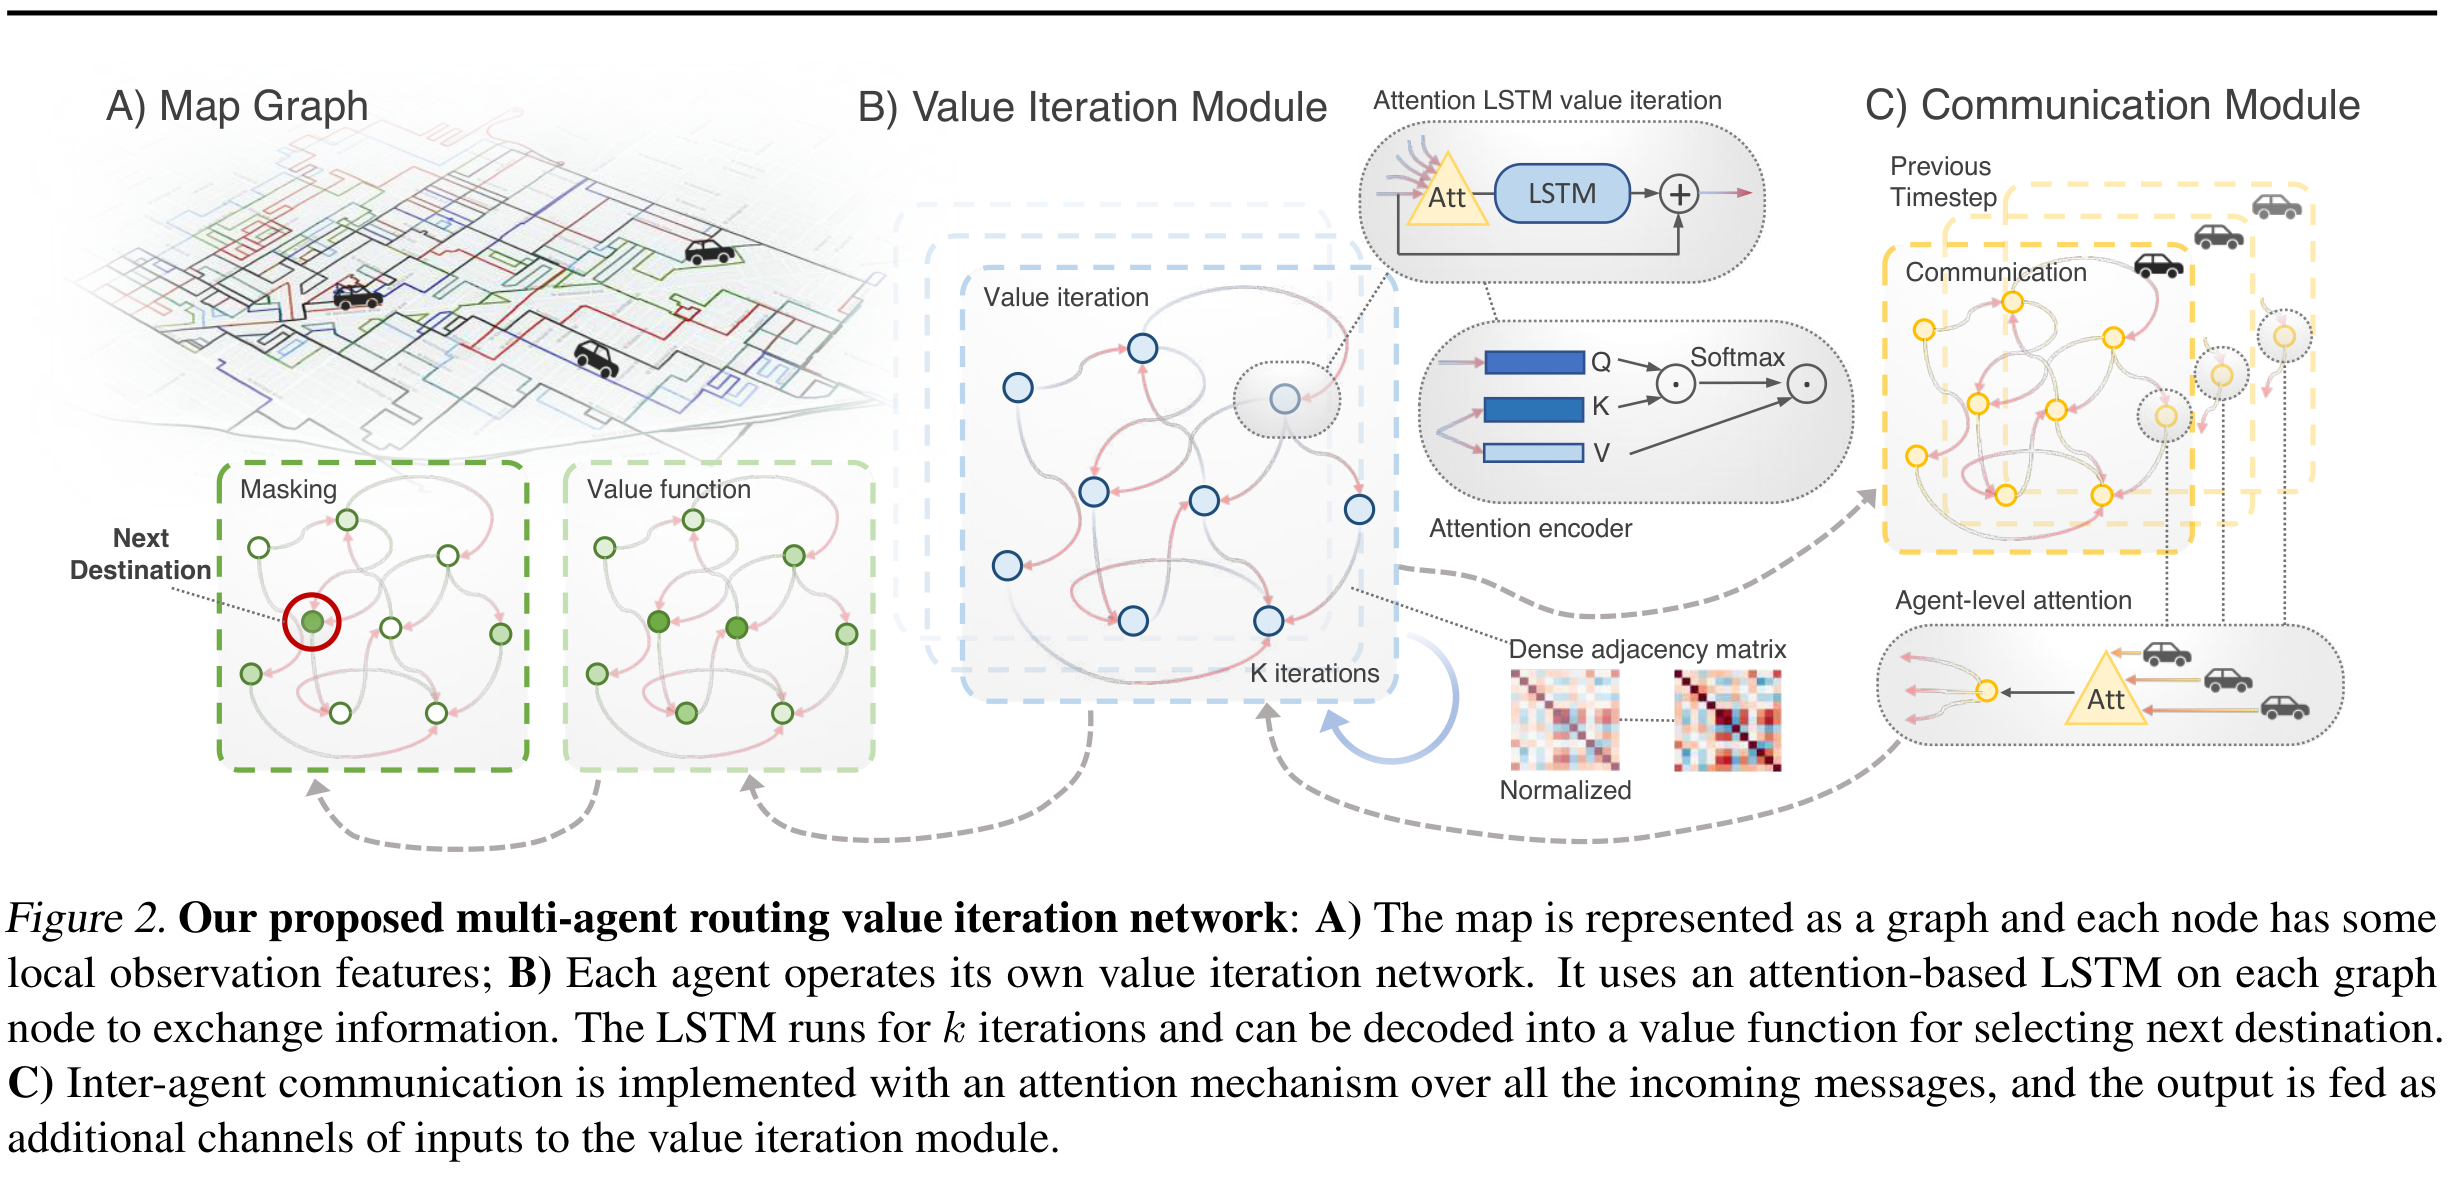 A) Map Graph
B) Value Iteration Module
Attention LSTM value iteration
C) Communication Module
Att
LSTM
Previous
Timestep
Value iteration
Communication
Q
K
V
Softmax
Attention encoder
Masking
Value function
Next
Destination
K iterations
Dense adjacency matrix
Normalized
Agent-level attention
Att
Figure 2. Our proposed multi-agent routing value iteration network: A) The map is represented as a graph and each node has some
local observation features; B) Each agent operates its own value iteration network. It uses an attention-based LSTM on each graph
node to exchange information. The LSTM runs for k iterations and can be decoded into a value function for selecting next destination.
C) Inter-agent communication is implemented with an attention mechanism over all the incoming messages, and the output is fed as
additional channels of inputs to the value iteration module.